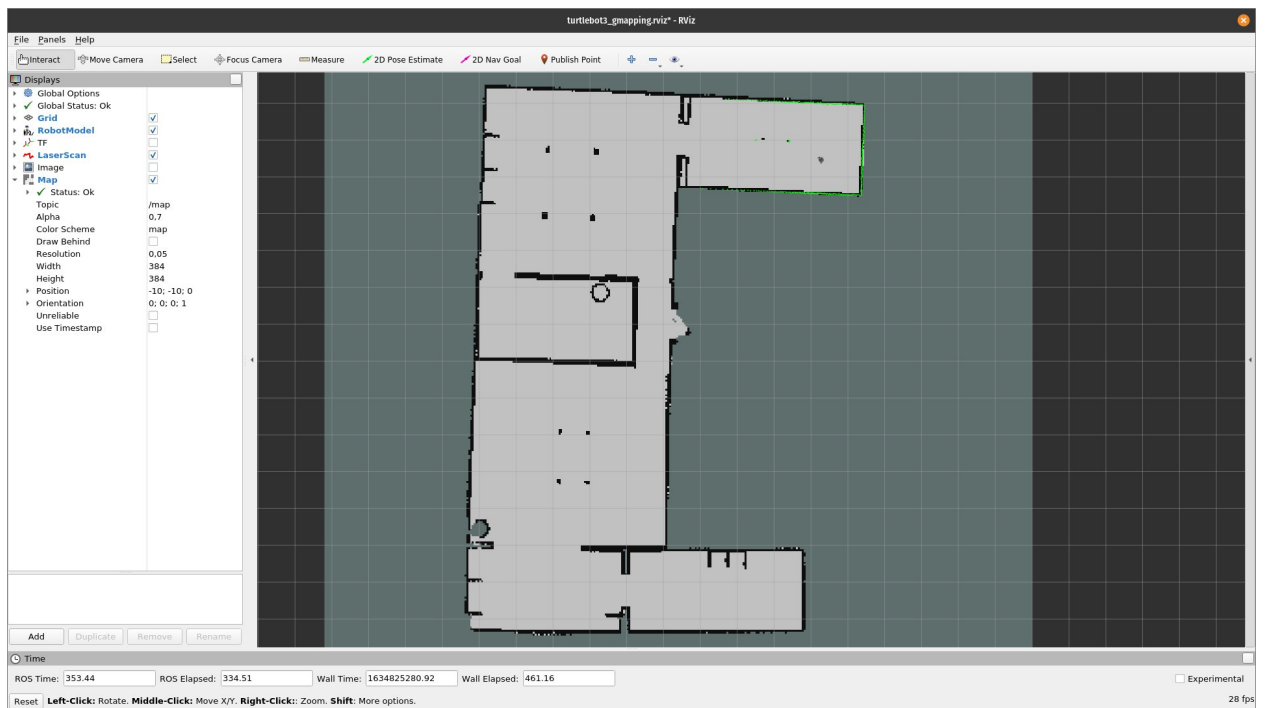 turtlebot3_gmapping.rviz* - RViz
File Panels Help
Interact Move Camera Select Focus Camera Measure 2D Pose Estimate 2D Nav Goal Publish Point
Displays
Global Options
Global Status: Ok
Grid
RobotModel
TF
LaserScan
Image
Map
Status: Ok
Topic /map
Alpha 0,7
Color Scheme map
Draw Behind
Resolution 0,05
Width 384
Height 384
Position -10; -10; 0
Orientation 0; 0; 0; 1
Unreliable
Use Timestamp
Add Duplicate Remove Rename
Time
ROS Time: 353.44 ROS Elapsed: 334.51 Wall Time: 1634825280.92 Wall Elapsed: 461.16 Experimental
Reset Left-Click: Rotate. Middle-Click: Move X/Y. Right-Click:: Zoom. Shift: More options. 28 fps